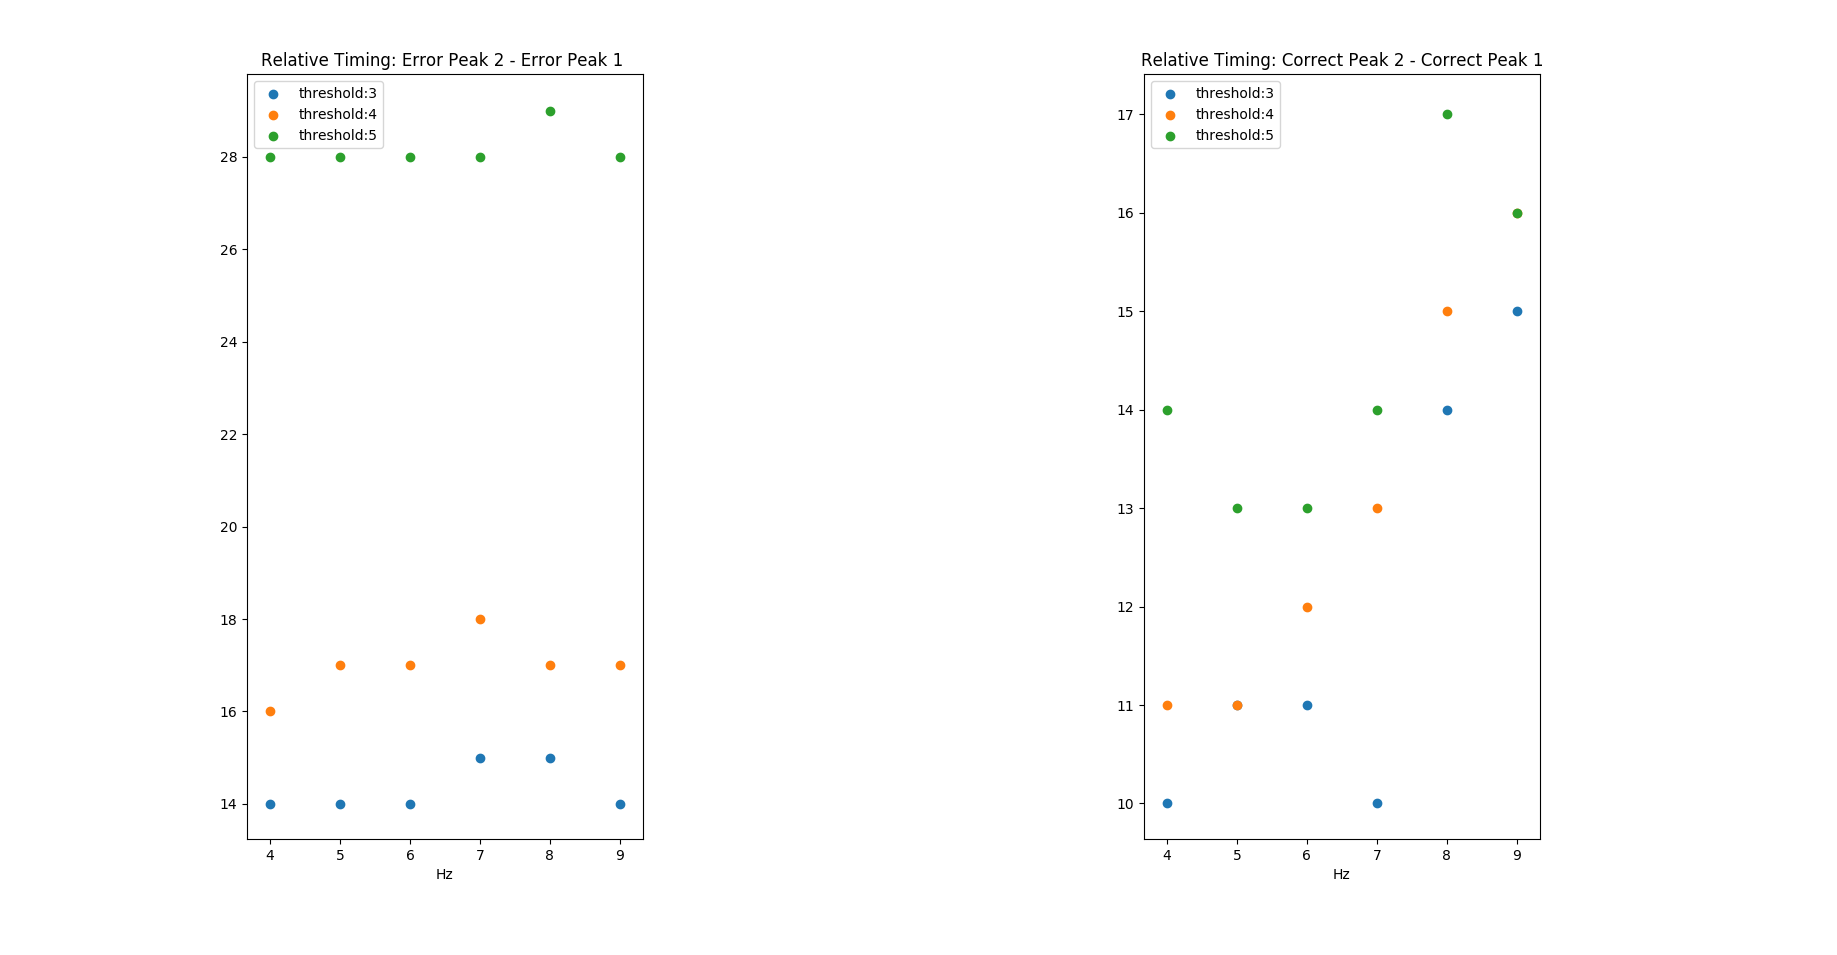 Relative Timing: Error Peak 2 - Error Peak 1
threshold:3
threshold:4
threshold:5
28
26
24
22
20
18
16
14
4 5 6 7 8 9
Hz
Relative Timing: Correct Peak 2 - Correct Peak 1
threshold:3
threshold:4
threshold:5
17
16
15
14
13
12
11
10
4 5 6 7 8 9
Hz